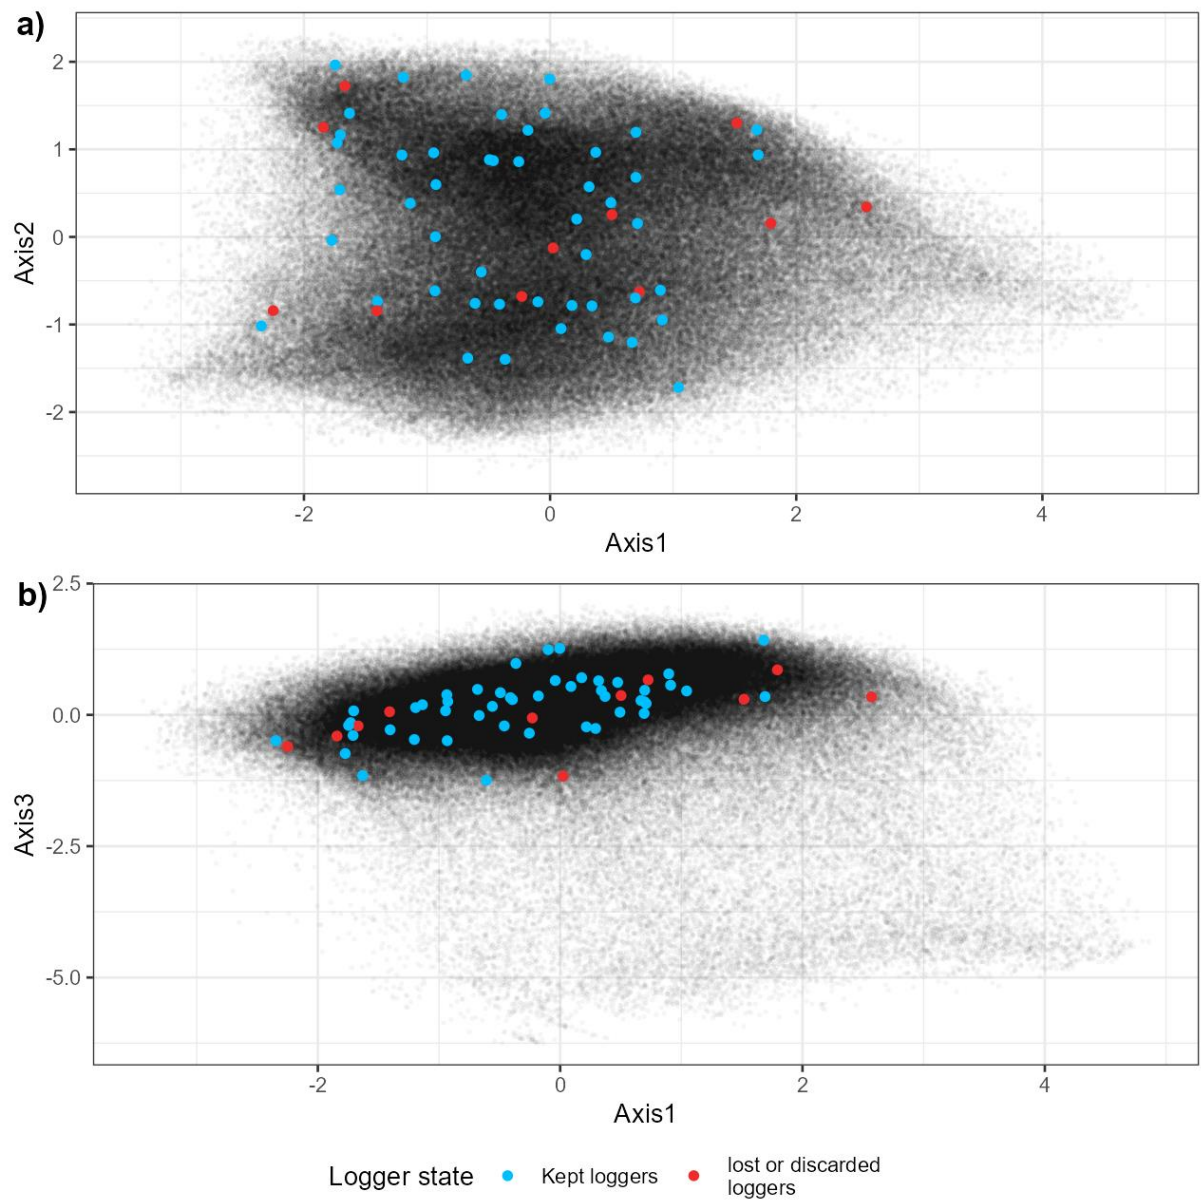 a)
2
1
0
-1
-2
Axis2
-2 0 2 4
Axis1
b)
2.5
0.0
-2.5
-5.0
Axis3
-2 0 2 4
Axis1
Logger state Kept loggers lost or discarded
loggers